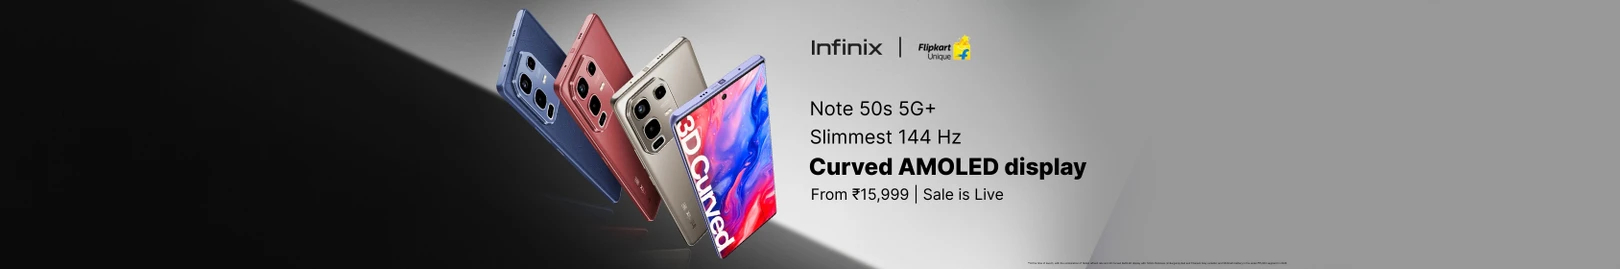 Infinix | Flipkart
Unique
Note 50s 5G+
Slimmest 144 Hz
Curved AMOLED display
From ₹15,999 | Sale is Live
3D Curved